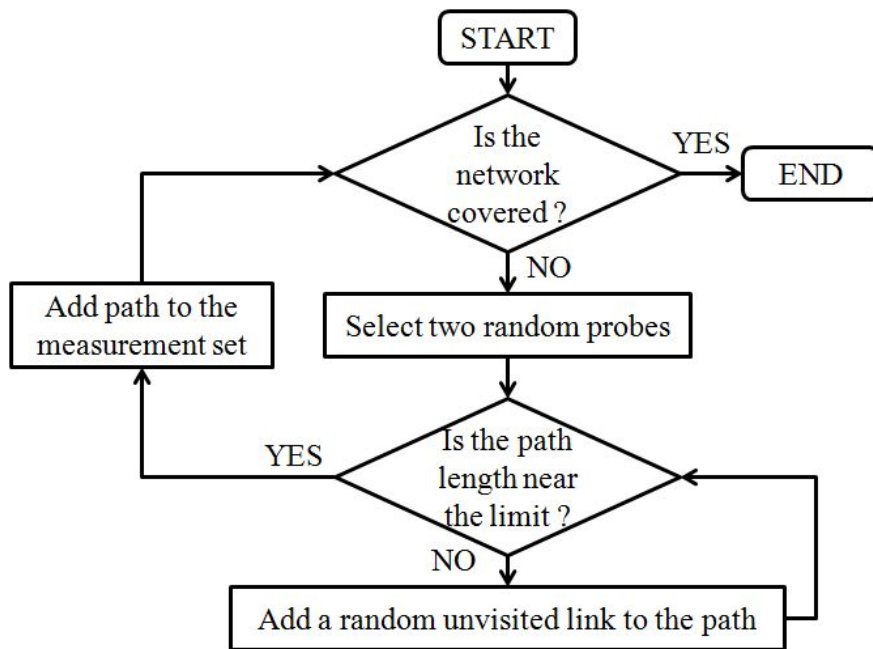 START
Is the
network
covered ?
YES
END
NO
Select two random probes
Add path to the
measurement set
Is the path
length near
the limit ?
YES
NO
Add a random unvisited link to the path